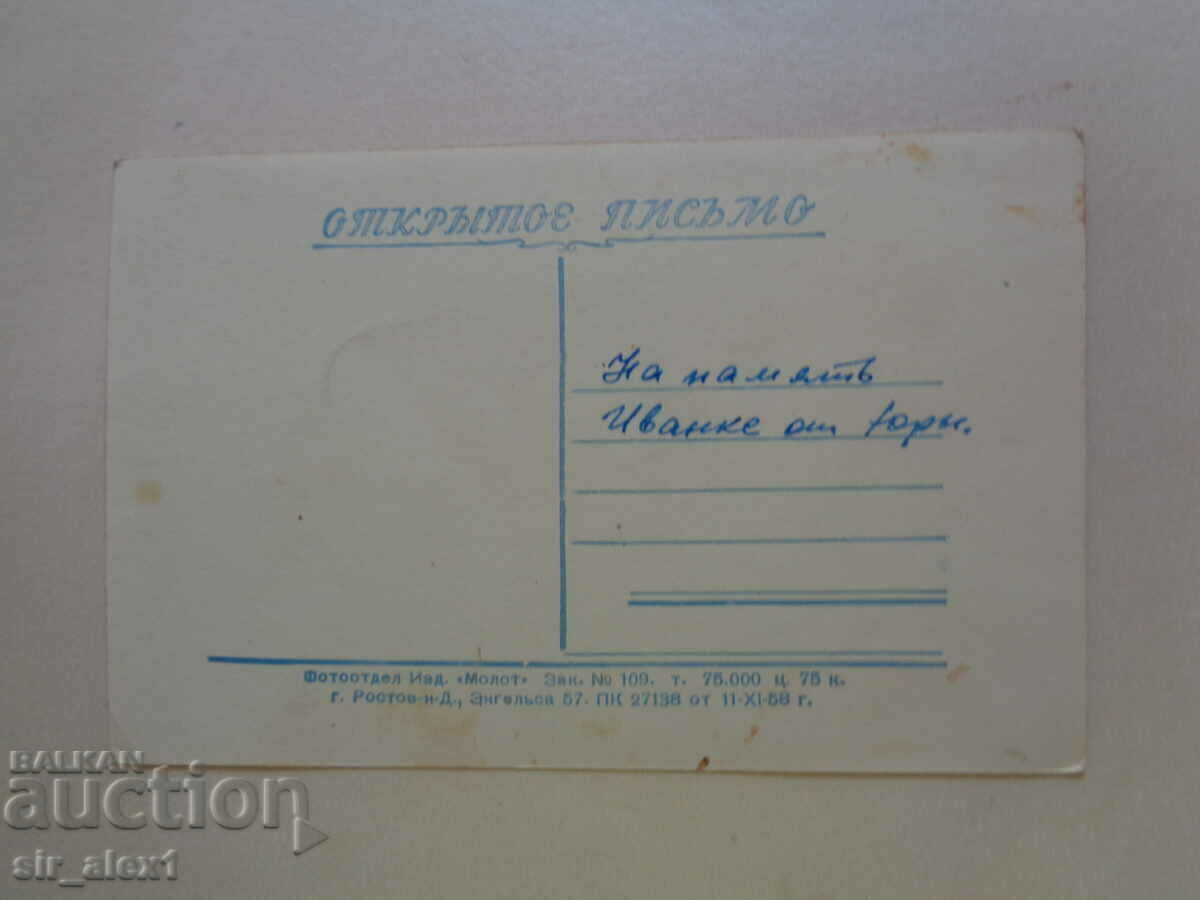 ОТКРЫТОЕ ПИСЬМО
На память
Иванке от Юры.
Фотоотдел Изд. «Молот» Зак. № 109. т. 75.000 ц. 75 к.
г. Ростов-н-Д., Энгельса 57. ПК 27138 от 11-XI-58 г.
BALKAN
auction
sir_alex1